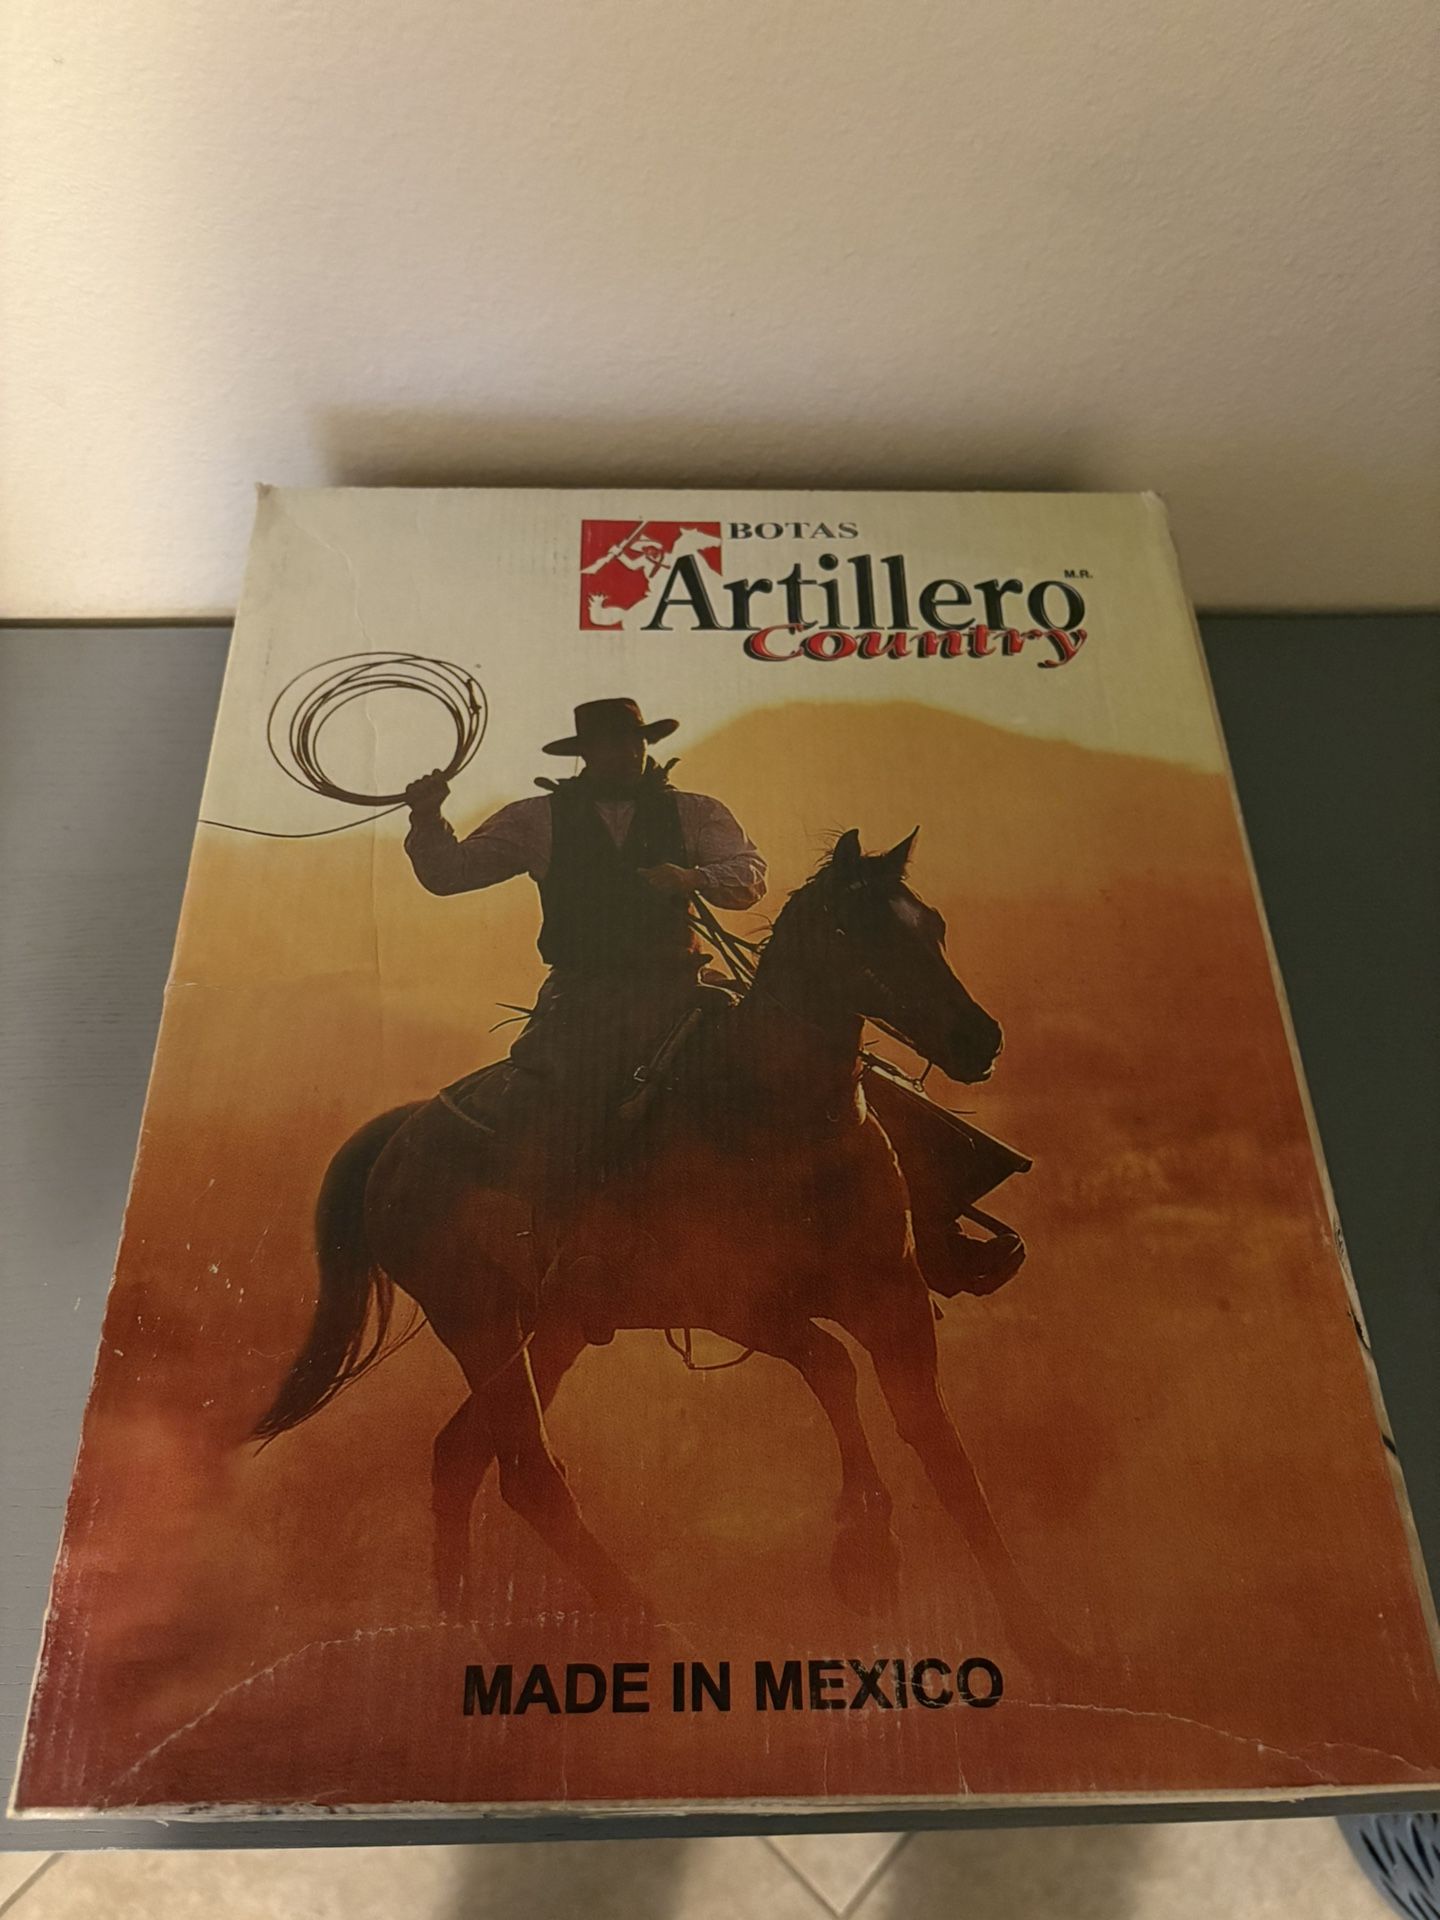 BOTAS
Artillero M.R.
Country
MADE IN MEXICO